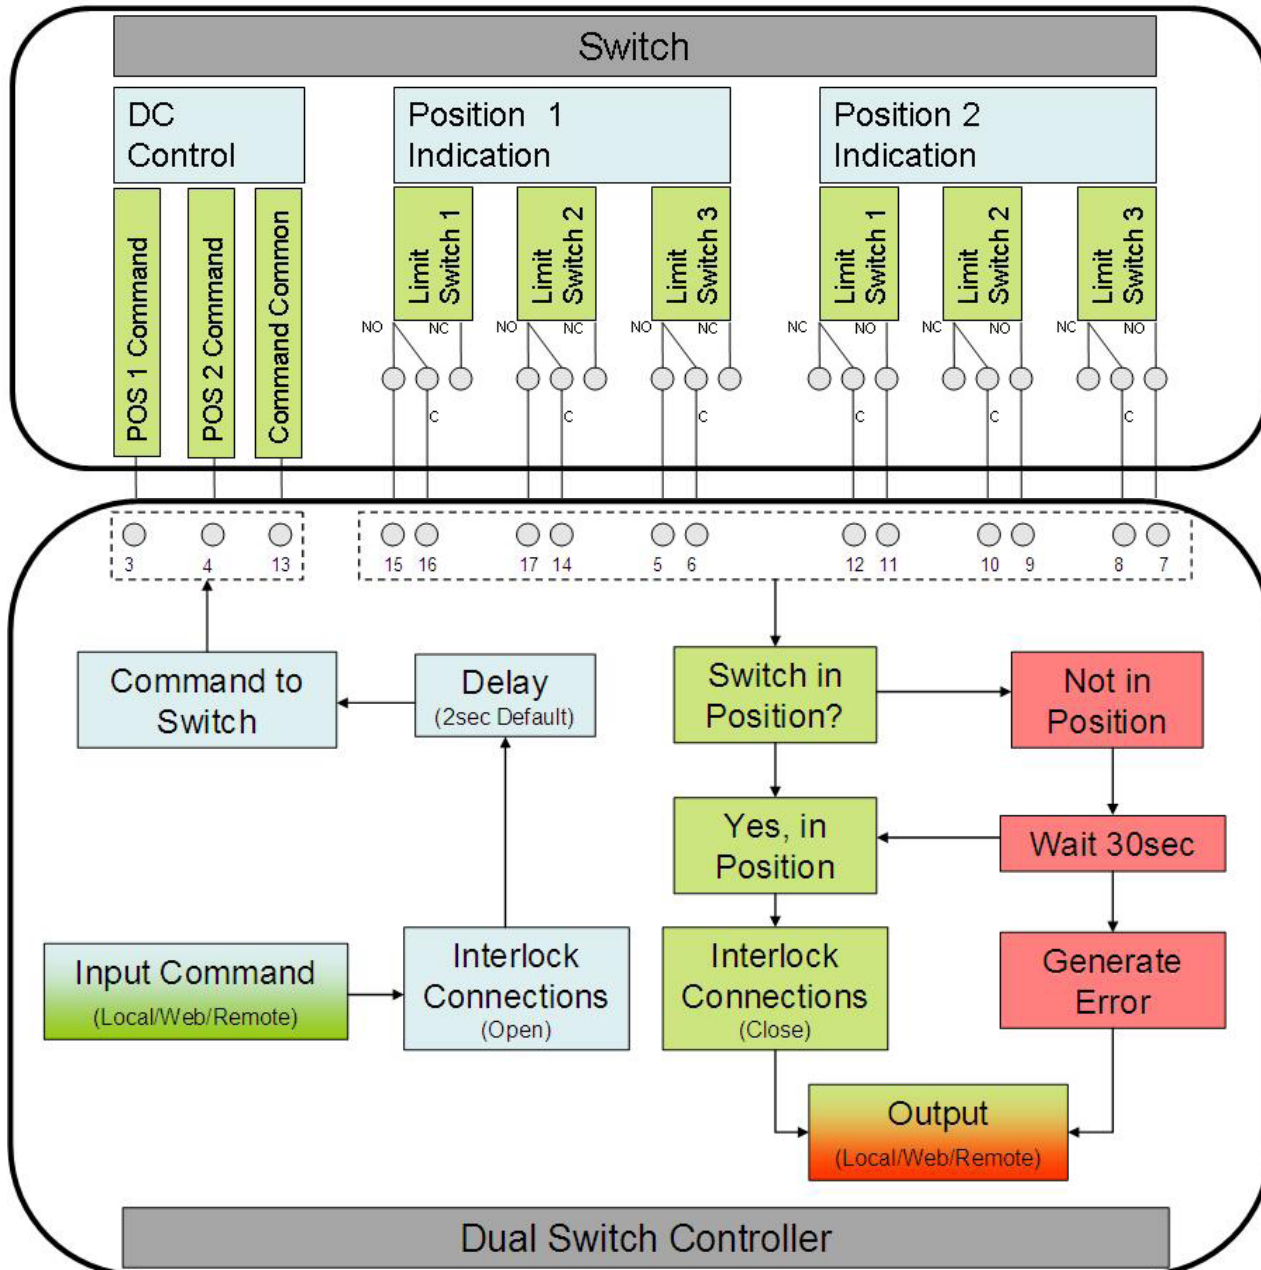 Switch
DC
Control
Position 1
Indication
Position 2
Indication
POS 1 Command
POS 2 Command
Command Common
Limit
Switch 1
Limit
Switch 2
Limit
Switch 3
Limit
Switch 1
Limit
Switch 2
Limit
Switch 3
NO NC NO NC NO NC NC NO NC NO NC NO
C C C C C C
3 4 13 15 16 17 14 5 6 12 11 10 9 8 7
Command to
Switch
Delay
(2sec Default)
Switch in
Position?
Not in
Position
Yes, in
Position
Wait 30sec
Input Command
(Local/Web/Remote)
Interlock
Connections
(Open)
Interlock
Connections
(Close)
Generate
Error
Output
(Local/Web/Remote)
Dual Switch Controller